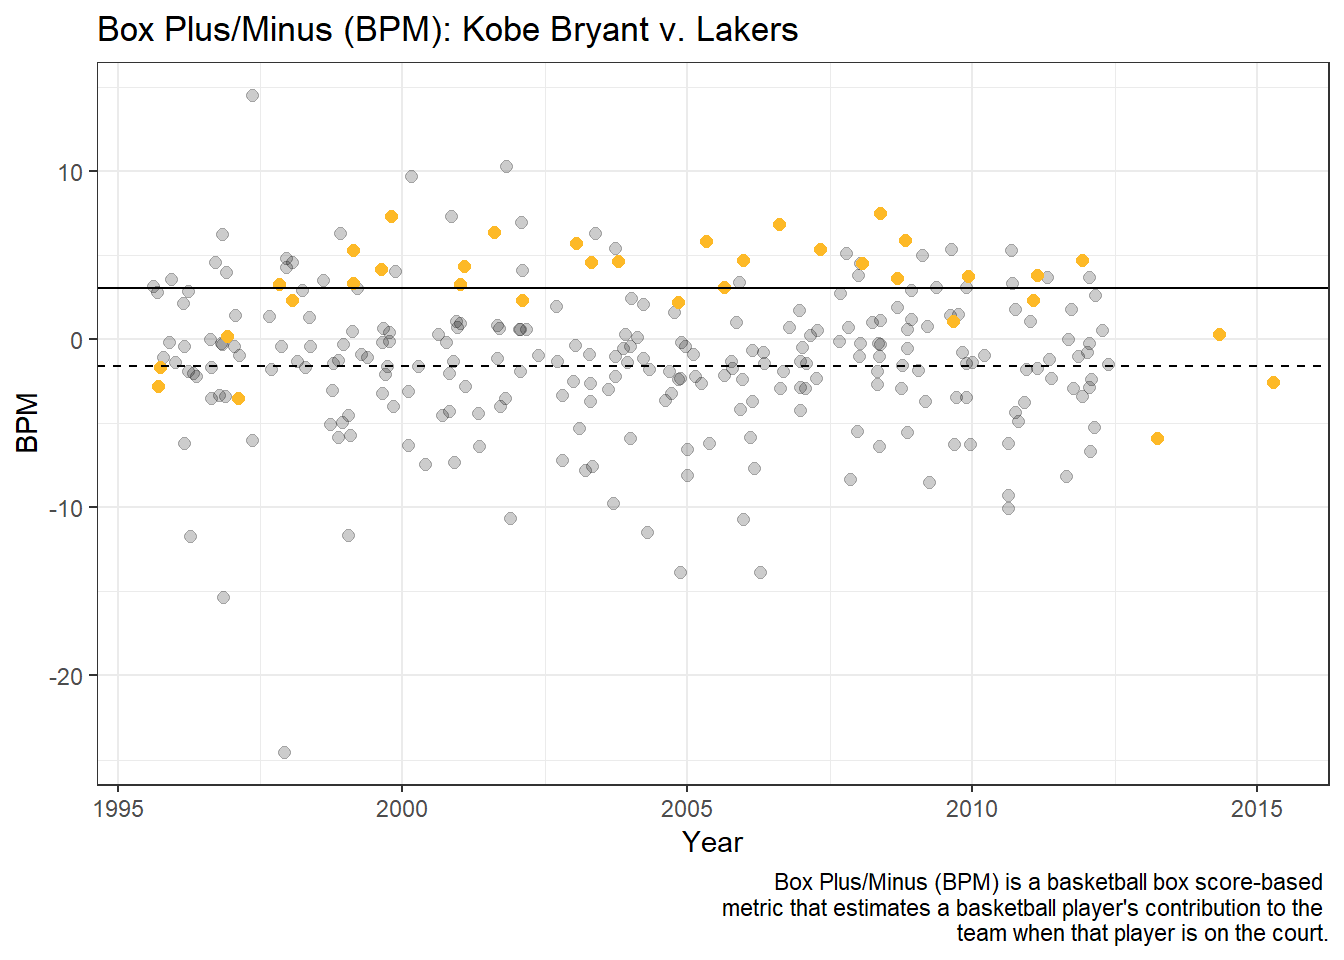 Box Plus/Minus (BPM): Kobe Bryant v. Lakers
10
0
-10
-20
BPM
1995
2000
2005
2010
2015
Year
Box Plus/Minus (BPM) is a basketball box score-based
metric that estimates a basketball player's contribution to the
team when that player is on the court.